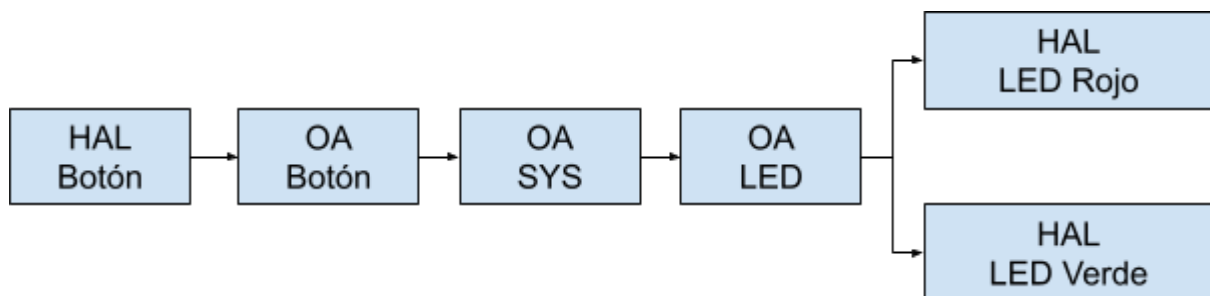 HAL
Botón
OA
Botón
OA
SYS
OA
LED
HAL
LED Rojo
HAL
LED Verde